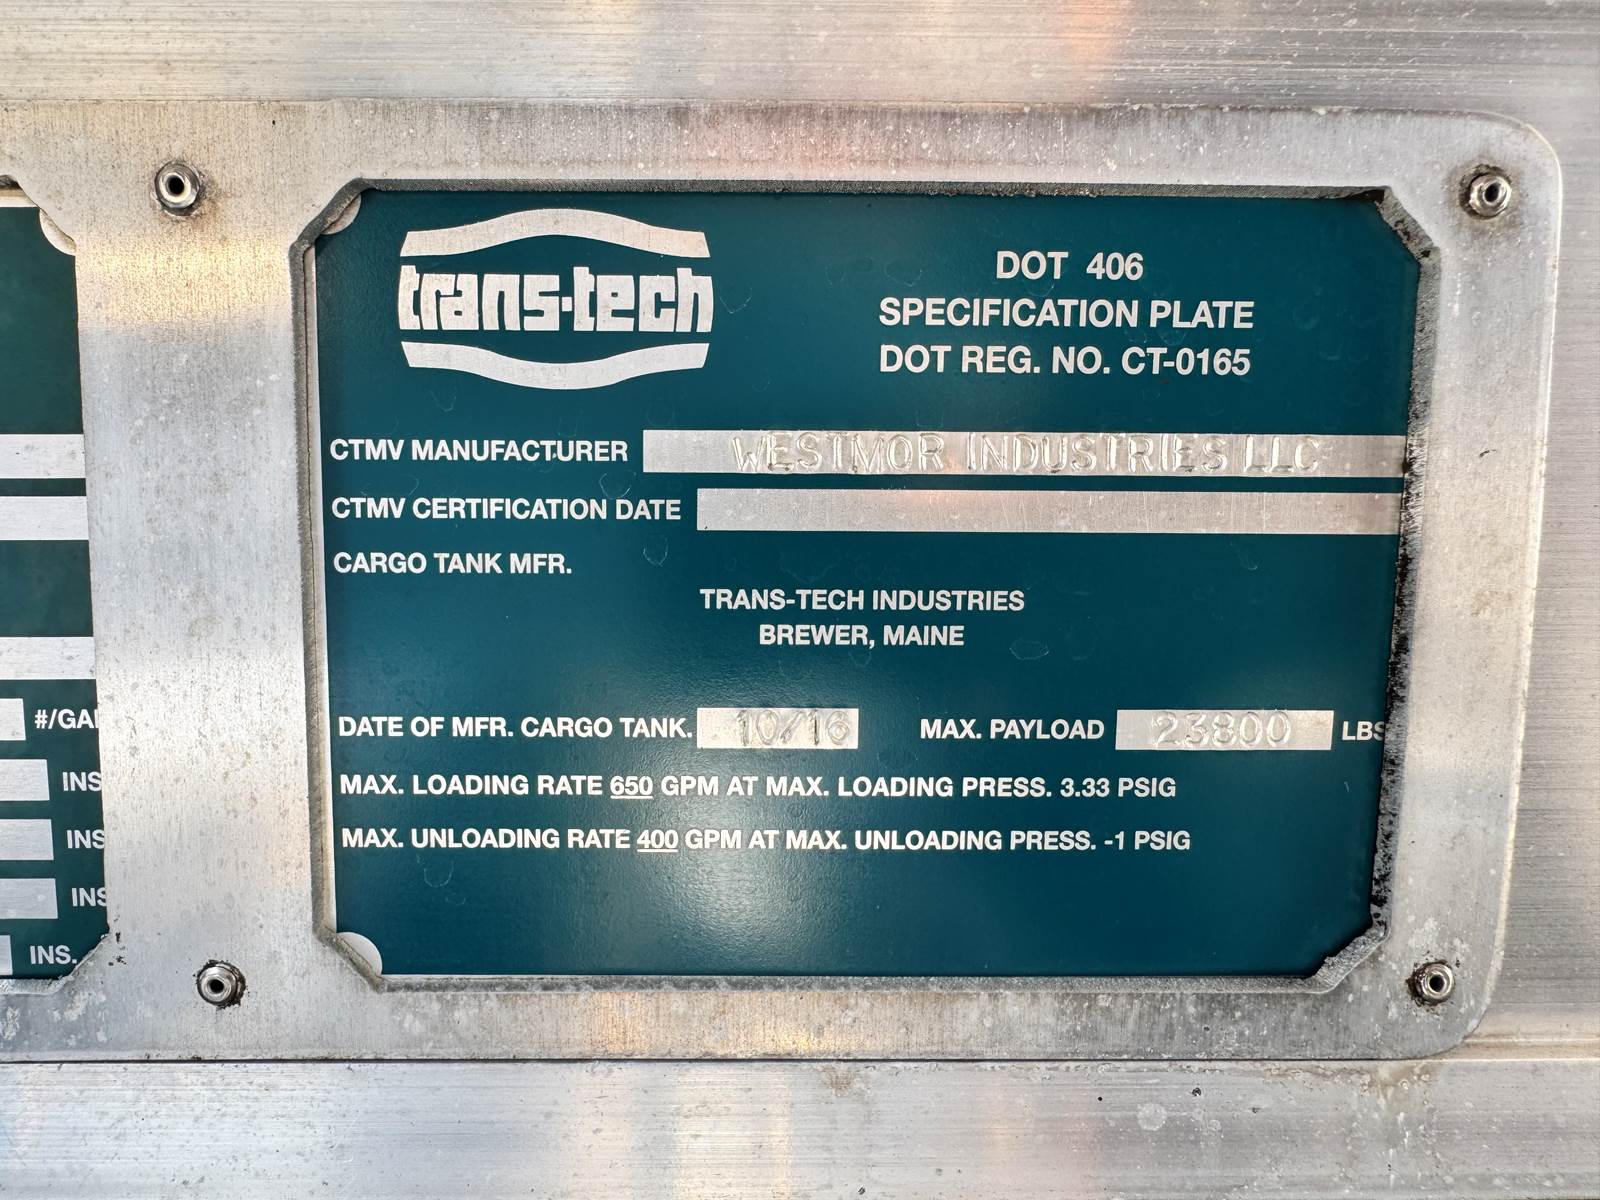 trans-tech
DOT 406
SPECIFICATION PLATE
DOT REG. NO. CT-0165
CTMV MANUFACTURER WESTMOR INDUSTRIES LLC
CTMV CERTIFICATION DATE
CARGO TANK MFR.
TRANS-TECH INDUSTRIES
BREWER, MAINE
DATE OF MFR. CARGO TANK. 10/16 MAX. PAYLOAD 23800 LBS
MAX. LOADING RATE 650 GPM AT MAX. LOADING PRESS. 3.33 PSIG
MAX. UNLOADING RATE 400 GPM AT MAX. UNLOADING PRESS. -1 PSIG
#/GAL
INS
INS
INS
INS.